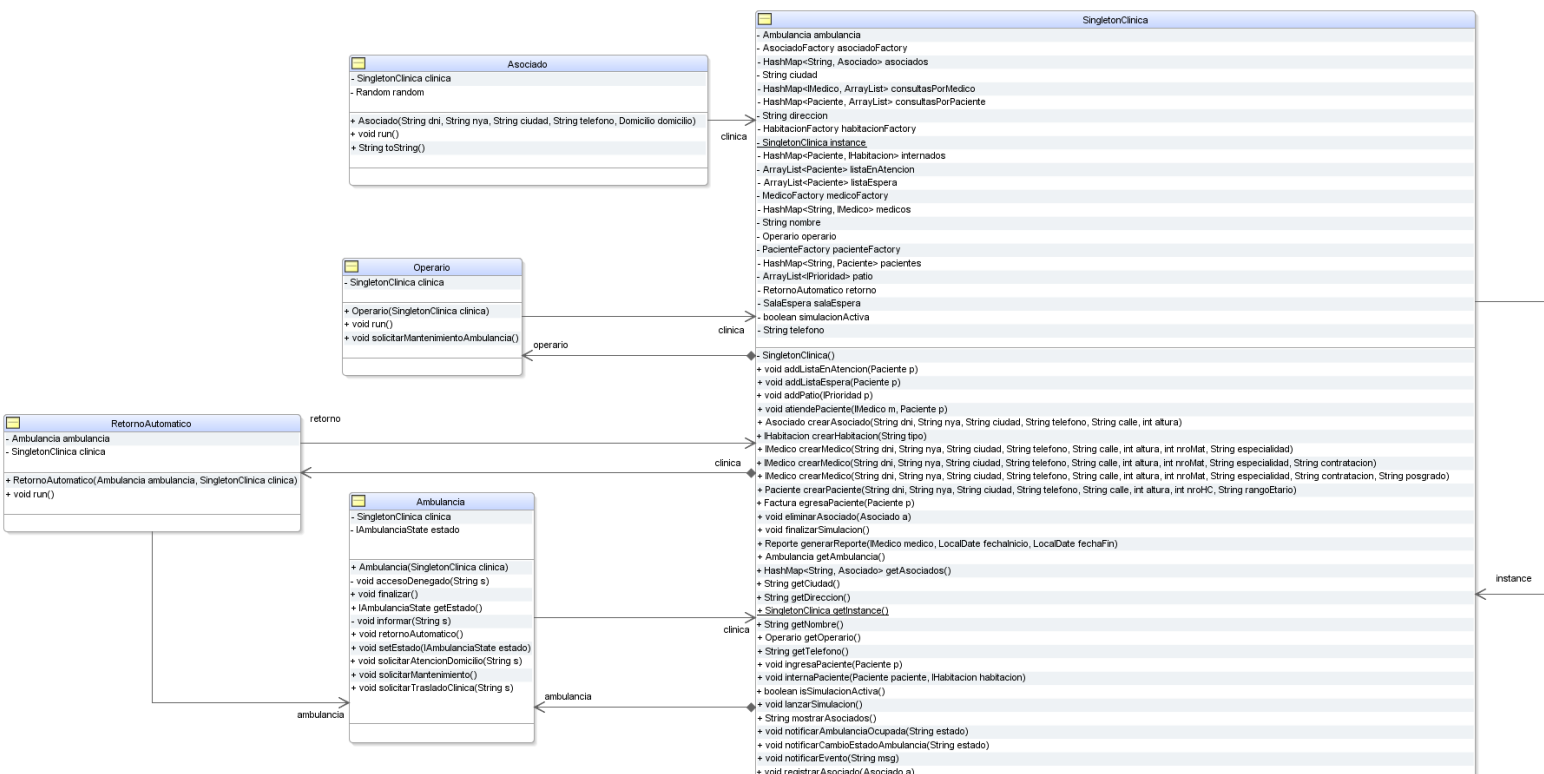 Asociado
- SingletonClinica clinica
- Random random
+ Asociado(String dni, String nya, String ciudad, String telefono, Domicilio domicilio)
+ void run()
+ String toString()
clinica
Operario
- SingletonClinica clinica
+ Operario(SingletonClinica clinica)
+ void run()
+ void solicitarMantenimientoAmbulancia()
clinica
operario
RetornoAutomatico
- Ambulancia ambulancia
- SingletonClinica clinica
+ RetornoAutomatico(Ambulancia ambulancia, SingletonClinica clinica)
+ void run()
retorno
clinica
Ambulancia
- SingletonClinica clinica
- IAmbulanciaState estado
+ Ambulancia(SingletonClinica clinica)
- void accesoDenegado(String s)
+ void finalizar()
+ IAmbulanciaState getEstado()
- void informar(String s)
+ void retornoAutomatico()
+ void setEstado(IAmbulanciaState estado)
+ void solicitarAtencionDomicilio(String s)
+ void solicitarMantenimiento()
+ void solicitarTrasladoClinica(String s)
clinica
ambulancia
ambulancia
SingletonClinica
- Ambulancia ambulancia
- AsociadoFactory asociadoFactory
- HashMap<String, Asociado> asociados
- String ciudad
- HashMap<IMedico, ArrayList> consultasPorMedico
- HashMap<Paciente, ArrayList> consultasPorPaciente
- String direccion
- HabitacionFactory habitacionFactory
- SingletonClinica instance
- HashMap<Paciente, IHabitacion> internados
- ArrayList<Paciente> listaEnAtencion
- ArrayList<Paciente> listaEspera
- MedicoFactory medicoFactory
- HashMap<String, IMedico> medicos
- String nombre
- Operario operario
- PacienteFactory pacienteFactory
- HashMap<String, Paciente> pacientes
- ArrayList<IPrioridad> patio
- RetornoAutomatico retorno
- SalaEspera salaEspera
- boolean simulacionActiva
- String telefono
- SingletonClinica()
+ void addListaEnAtencion(Paciente p)
+ void addListaEspera(Paciente p)
+ void addPatio(IPrioridad p)
+ void atiendePaciente(IMedico m, Paciente p)
+ Asociado crearAsociado(String dni, String nya, String ciudad, String telefono, String calle, int altura)
+ IHabitacion crearHabitacion(String tipo)
+ IMedico crearMedico(String dni, String nya, String ciudad, String telefono, String calle, int altura, int nroMat, String especialidad)
+ IMedico crearMedico(String dni, String nya, String ciudad, String telefono, String calle, int altura, int nroMat, String especialidad, String contratacion)
+ IMedico crearMedico(String dni, String nya, String ciudad, String telefono, String calle, int altura, int nroMat, String especialidad, String contratacion, String posgrado)
+ Paciente crearPaciente(String dni, String nya, String ciudad, String telefono, String calle, int altura, int nroHC, String rangoEtario)
+ Factura egresaPaciente(Paciente p)
+ void eliminarAsociado(Asociado a)
+ void finalizarSimulacion()
+ Reporte generarReporte(IMedico medico, LocalDate fechaInicio, LocalDate fechaFin)
+ Ambulancia getAmbulancia()
+ HashMap<String, Asociado> getAsociados()
+ String getCiudad()
+ String getDireccion()
+ SingletonClinica getInstance()
+ String getNombre()
+ Operario getOperario()
+ String getTelefono()
+ void ingresaPaciente(Paciente p)
+ void internaPaciente(Paciente paciente, IHabitacion habitacion)
+ boolean isSimulacionActiva()
+ void lanzarSimulacion()
+ String mostrarAsociados()
+ void notificarAmbulanciaOcupada(String estado)
+ void notificarCambioEstadoAmbulancia(String estado)
+ void notificarEvento(String msg)
+ void registrarAsociado(Asociado a)
instance